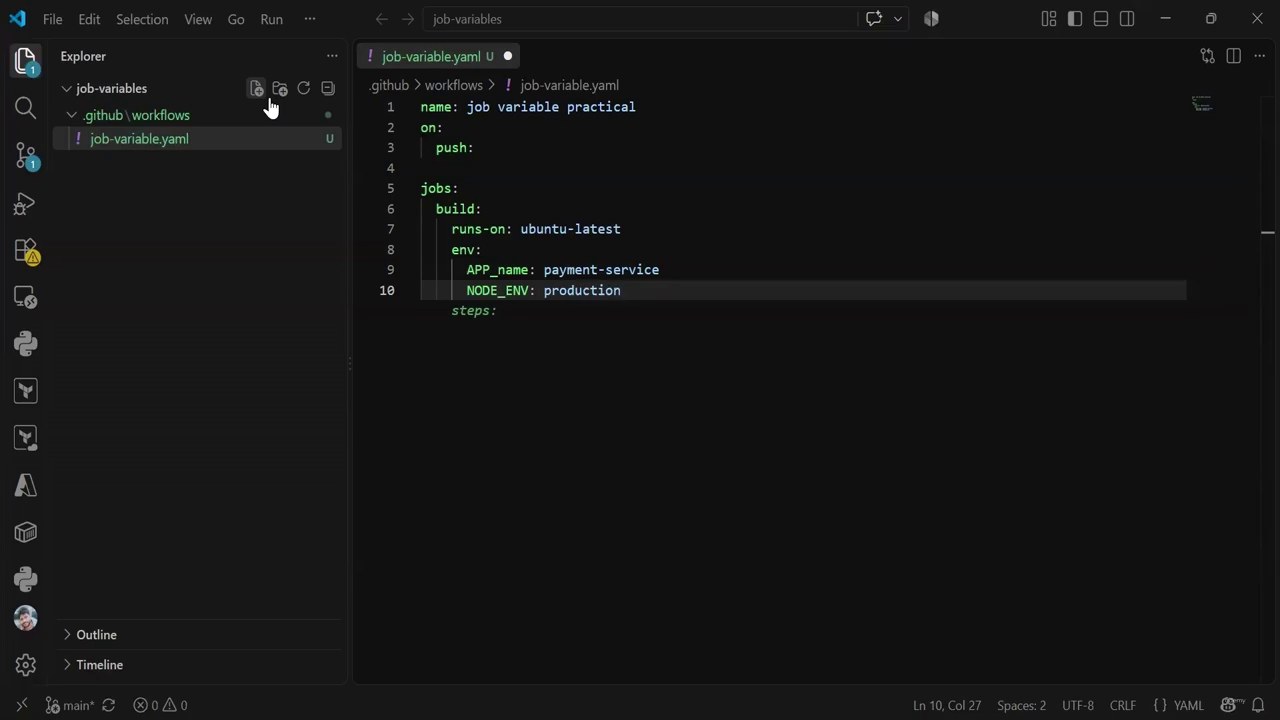 File Edit Selection View Go Run ··· job-variables
Explorer ···
job-variables
.github\workflows
! job-variable.yaml U
Outline
Timeline
! job-variable.yaml U
.github > workflows > ! job-variable.yaml
1 name: job variable practical
2 on:
3 push:
4
5 jobs:
6 build:
7 runs-on: ubuntu-latest
8 env:
9 APP_name: payment-service
10 NODE_ENV: production
steps:
1
1
main* 0 0 Ln 10, Col 27 Spaces: 2 UTF-8 CRLF { } YAML